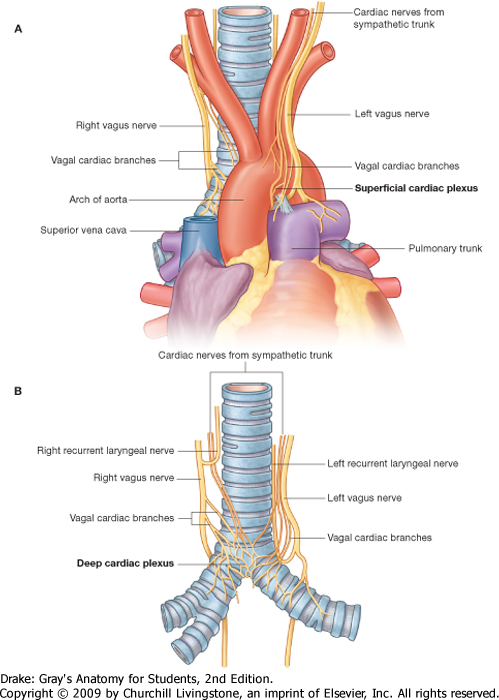 A
Cardiac nerves from
sympathetic trunk
Right vagus nerve
Left vagus nerve
Vagal cardiac branches
Vagal cardiac branches
Superficial cardiac plexus
Arch of aorta
Superior vena cava
Pulmonary trunk
Cardiac nerves from sympathetic trunk
B
Right recurrent laryngeal nerve
Left recurrent laryngeal nerve
Right vagus nerve
Left vagus nerve
Vagal cardiac branches
Vagal cardiac branches
Deep cardiac plexus
Drake: Gray's Anatomy for Students, 2nd Edition.
Copyright © 2009 by Churchill Livingstone, an imprint of Elsevier, Inc. All rights reserved.